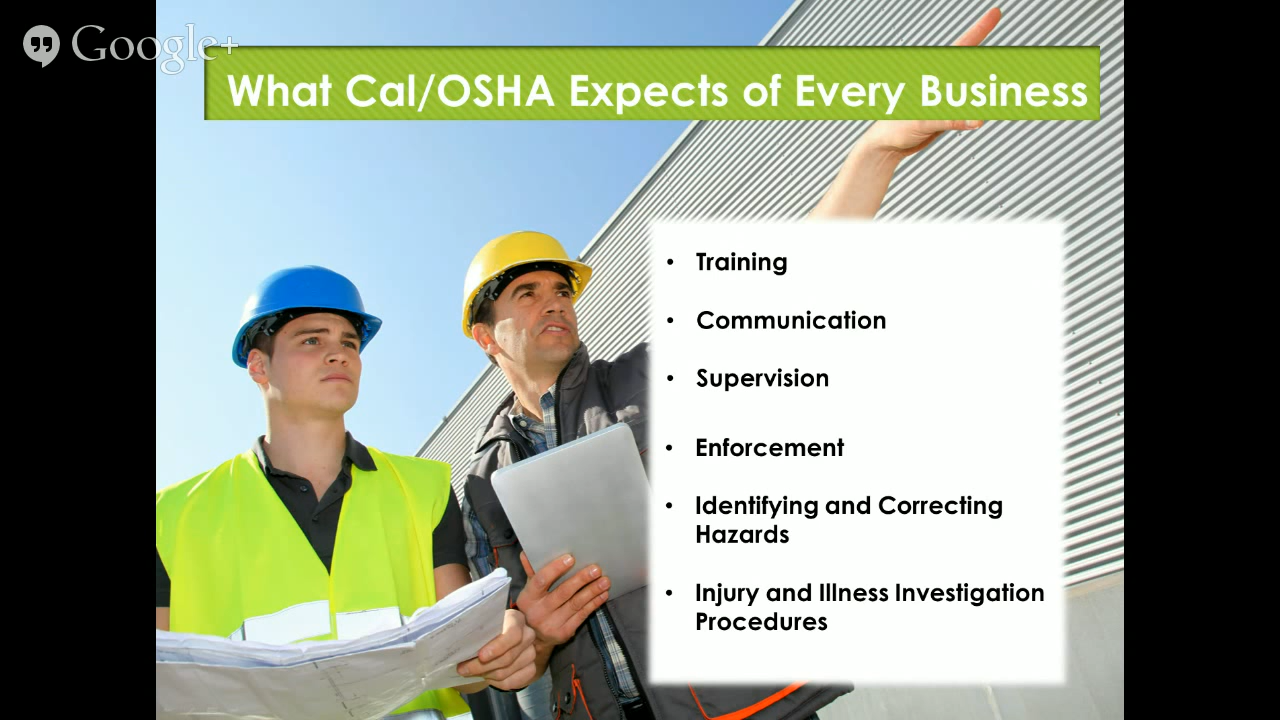 Google+
What Cal/OSHA Expects of Every Business
• Training
• Communication
• Supervision
• Enforcement
• Identifying and Correcting
Hazards
• Injury and Illness Investigation
Procedures